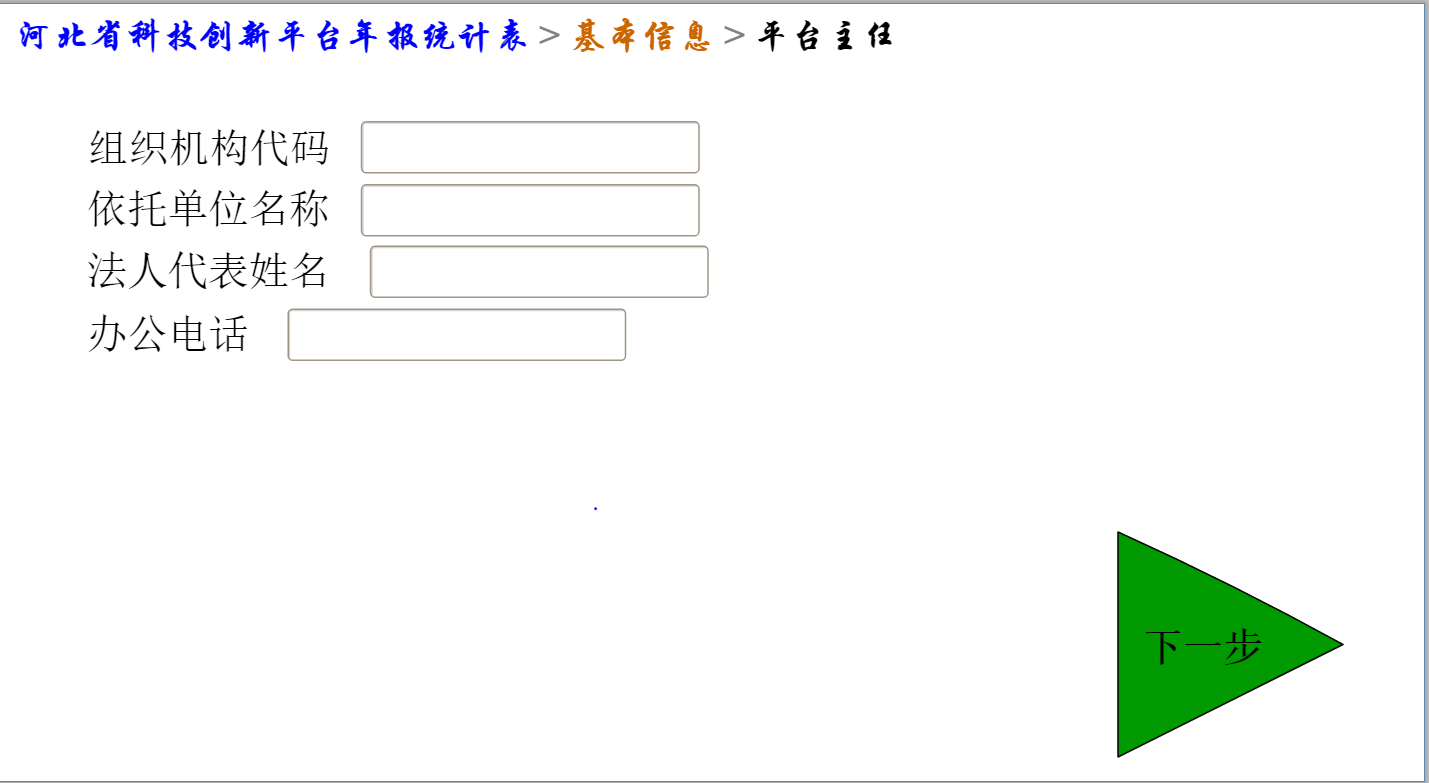 河北省科技创新平台年报统计表 > 基本信息 > 平台主任
组织机构代码
依托单位名称
法人代表姓名
办公电话
下一步